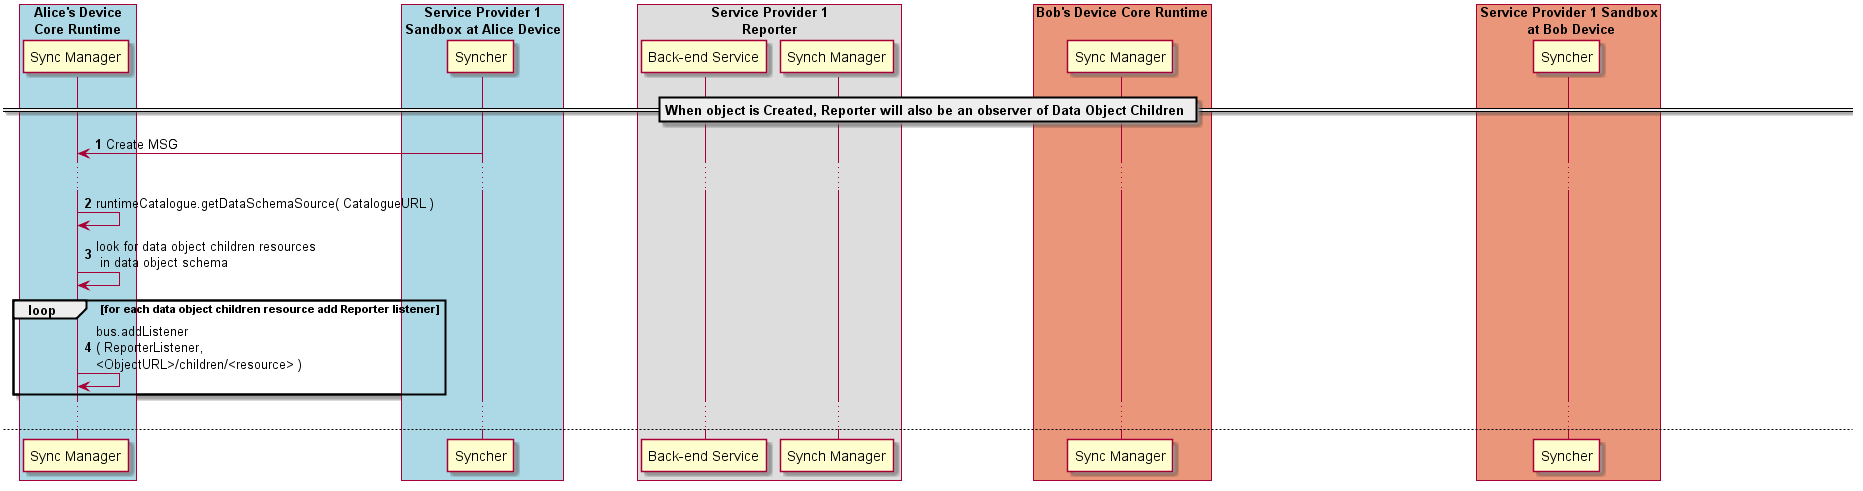 Alice's Device
Core Runtime
Service Provider 1
Sandbox at Alice Device
Service Provider 1
Reporter
Bob's Device Core Runtime
Service Provider 1 Sandbox
at Bob Device
Sync Manager
Syncher
Back-end Service
Synch Manager
Sync Manager
Syncher
When object is Created, Reporter will also be an observer of Data Object Children
1 Create MSG
2 runtimeCatalogue.getDataSchemaSource( CatalogueURL )
3 look for data object children resources
in data object schema
loop [for each data object children resource add Reporter listener]
bus.addListener
4 ( ReporterListener,
<ObjectURL>/children/<resource> )
Sync Manager
Syncher
Back-end Service
Synch Manager
Sync Manager
Syncher